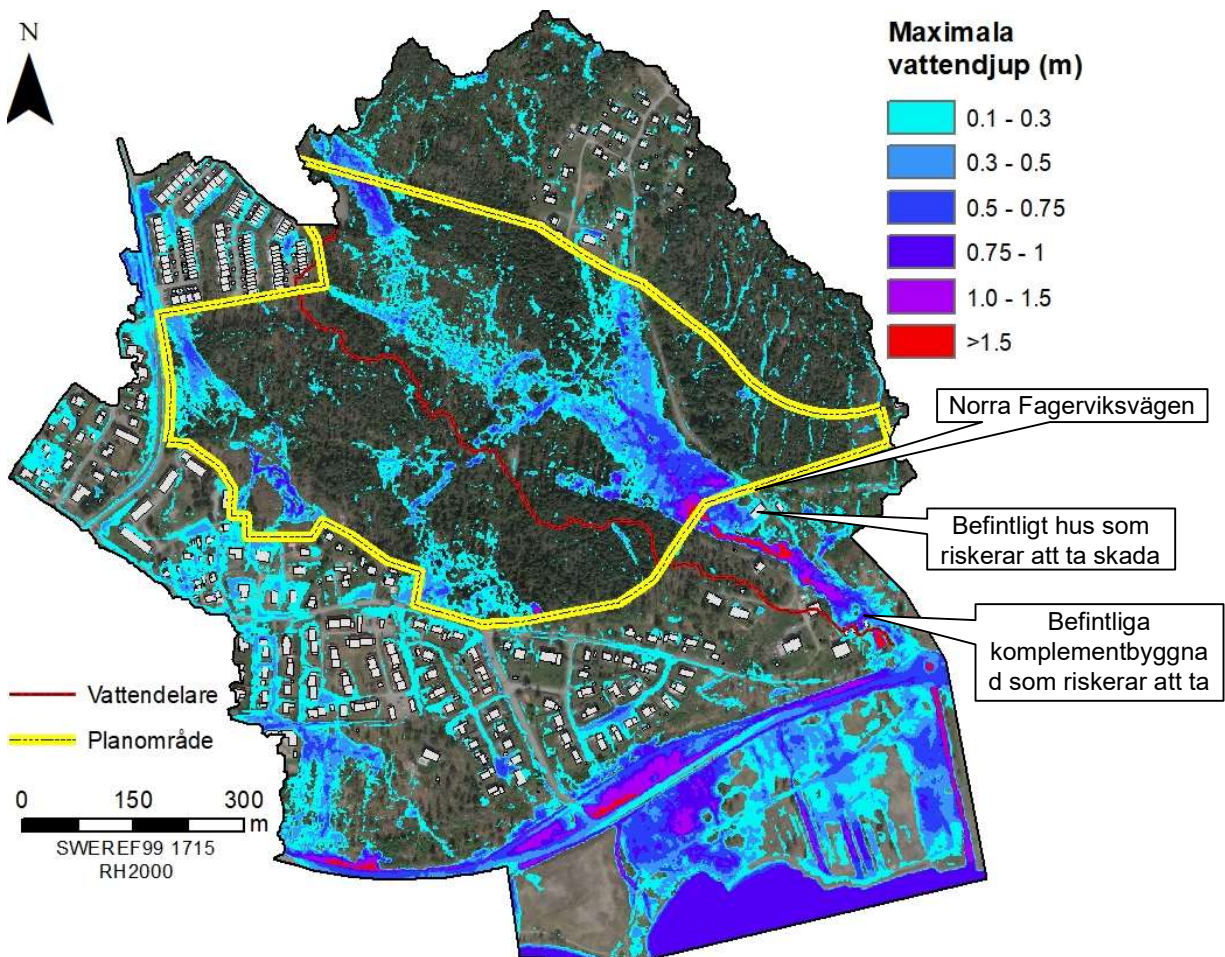 N
Maximala
vattendjup (m)
0.1 - 0.3
0.3 - 0.5
0.5 - 0.75
0.75 - 1
1.0 - 1.5
>1.5
Norra Fagerviksvägen
Befintligt hus som
riskerar att ta skada
Befintliga
komplementbyggna
d som riskerar att ta
Vattendelare
Planområde
0 150 300
m
SWEREF99 1715
RH2000